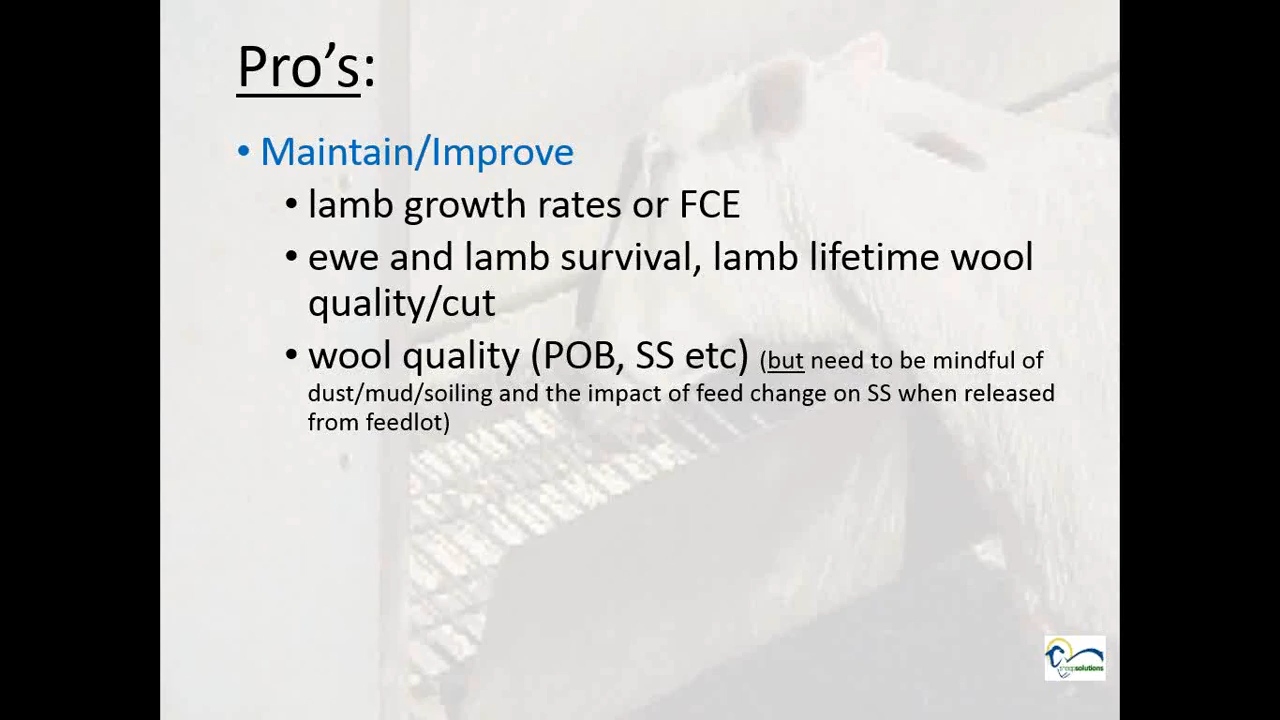 Pro's:
• Maintain/Improve
• lamb growth rates or FCE
• ewe and lamb survival, lamb lifetime wool
quality/cut
• wool quality (POB, SS etc) (but need to be mindful of
dust/mud/soiling and the impact of feed change on SS when released
from feedlot)